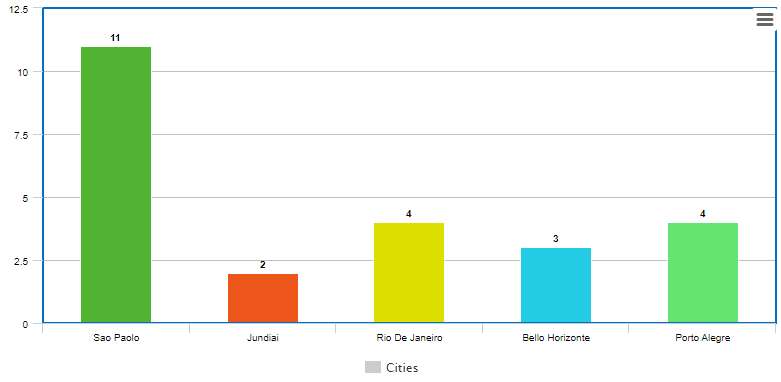 12.5
10
7.5
5
2.5
0
11
2
4
3
4
Sao Paolo
Jundiai
Rio De Janeiro
Bello Horizonte
Porto Alegre
Cities